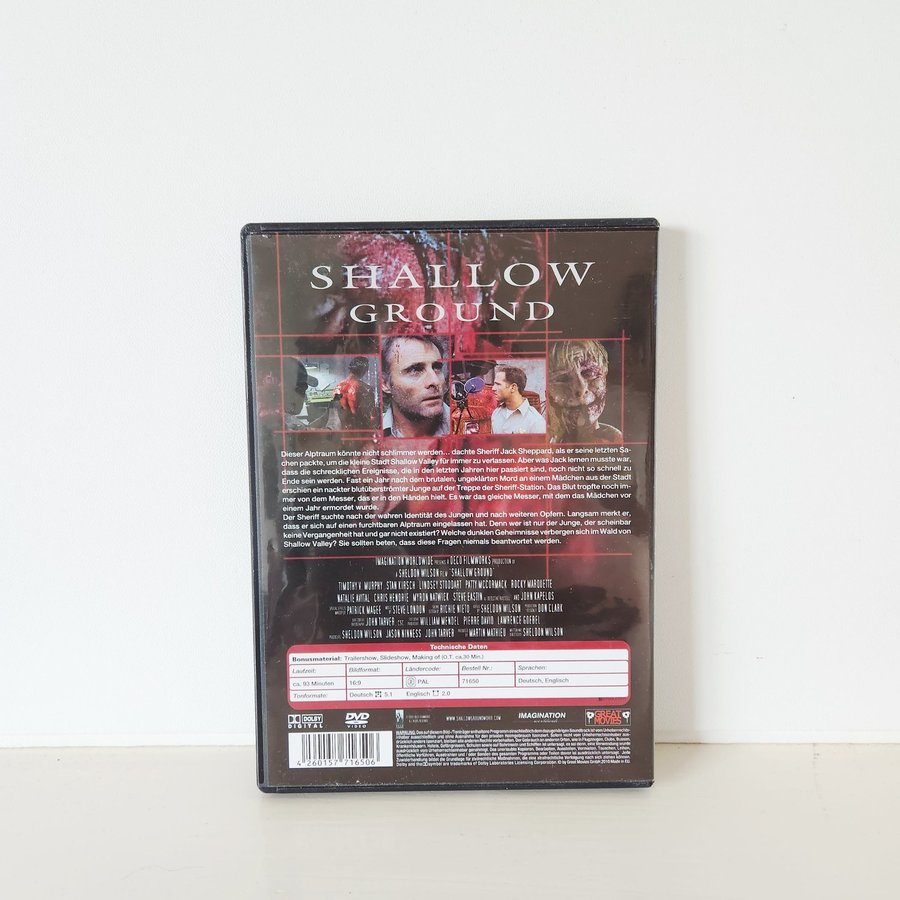 SHALLOW
GROUND
Dieser Alptraum könnte nicht schlimmer werden... dachte Sheriff Jack Sheppard, als er seine letzten Sa-
chen packte, um die kleine Stadt Shallow Valley für immer zu verlassen. Aber was Jack lernen musste war,
dass die schrecklichen Ereignisse, die in den letzten Jahren hier passiert sind, noch nicht so schnell zu
Ende sein werden. Fast ein Jahr nach dem brutalen, ungeklärten Mord an einem Mädchen aus der Stadt
erschien ein nackter blutüberströmter Junge auf der Treppe der Sheriff-Station. Das Blut tropfte noch im-
mer von dem Messer, das er in den Händen hielt. Es war das gleiche Messer, mit dem das Mädchen vor
einem Jahr ermordet wurde.
Der Sheriff suchte nach der wahren Identität des Jungen und nach weiteren Opfern. Langsam merkt er,
dass er sich auf einen furchtbaren Alptraum eingelassen hat. Denn wer ist nur der Junge, der scheinbar
keine Vergangenheit hat und gar nicht existiert? Welche dunklen Geheimnisse verbergen sich im Wald von
Shallow Valley? Sie sollten beten, dass diese Fragen niemals beantwortet werden.
IMAGINATION WORLDWIDE PRESENTS A DECO FILMWORKS PRODUCTION
A SHELDON WILSON FILM "SHALLOW GROUND"
TIMOTHY V. MURPHY STAN KIRSCH LINDSEY STODDART PATTY MCCORMACK ROCKY MARQUETTE
NATALIE AVITAL CHRIS HENDRIE MYRON NATWICK STEVE EASTIN AND JOHN KAPELOS
PATRICK MAGEE STEVE LONDON RICHIE NIETO SHELDON WILSON DON CLARK
JOHN TARVER WILLIAM MENDEL PIERRE DAVID LAWRENCE GOEBEL
SHELDON WILSON JASON NINNESS JOHN TARVER MARTIN MATHIEU SHELDON WILSON
Technische Daten
Bonusmaterial: Trailershow, Slideshow, Making of (O.T. ca.30 Min.)
Laufzeit: Bildformat: Ländercode: Bestell Nr.: Sprachen:
ca. 93 Minuten 16:9 PAL 71650 Deutsch, Englisch
Tonformate: Deutsch 5.1 Englisch 2.0
DOLBY DIGITAL DVD VIDEO WWW.SHALLOWGROUNDMOVIE.COM IMAGINATION GREAT MOVIES
4 260157 716506